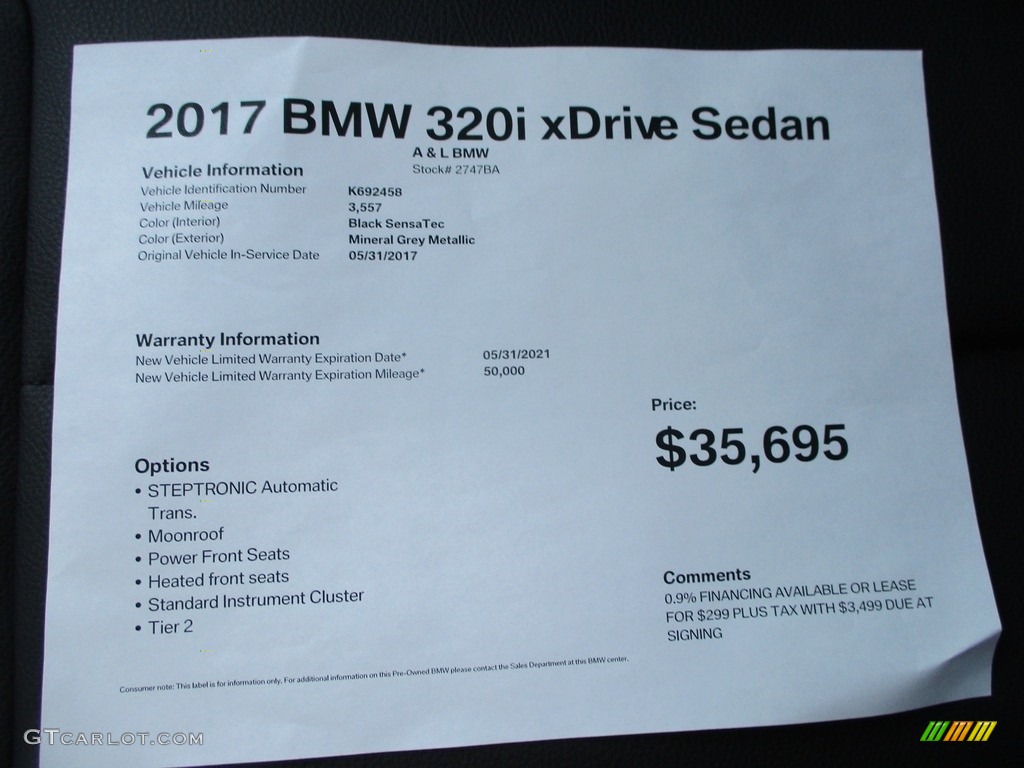 2017 BMW 320i xDrive Sedan
A & L BMW
Stock# 2747BA
Vehicle Information
Vehicle Identification Number K692458
Vehicle Mileage 3,557
Color (Interior) Black SensaTec
Color (Exterior) Mineral Grey Metallic
Original Vehicle In-Service Date 05/31/2017
Warranty Information
New Vehicle Limited Warranty Expiration Date* 05/31/2021
New Vehicle Limited Warranty Expiration Mileage* 50,000
Price:
$35,695
Options
• STEPTRONIC Automatic
Trans.
• Moonroof
• Power Front Seats
• Heated front seats
• Standard Instrument Cluster
• Tier 2
Comments
0.9% FINANCING AVAILABLE OR LEASE
FOR $299 PLUS TAX WITH $3,499 DUE AT
SIGNING
Consumer note: This label is for information only. For additional information on this Pre-Owned BMW please contact the Sales Department at this BMW center.
GTcarlot.com